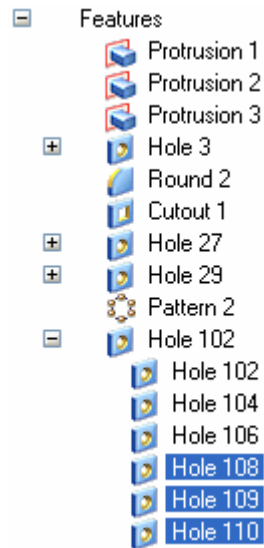 Features
Protrusion 1
Protrusion 2
Protrusion 3
Hole 3
Round 2
Cutout 1
Hole 27
Hole 29
Pattern 2
Hole 102
Hole 102
Hole 104
Hole 106
Hole 108
Hole 109
Hole 110